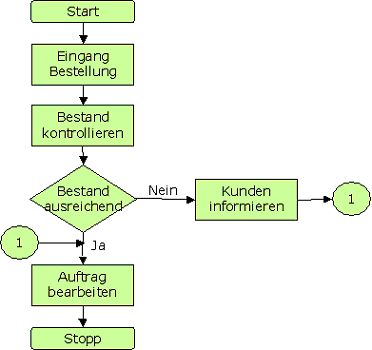 Start
Eingang
Bestellung
Bestand
kontrollieren
Bestand
ausreichend
Nein
Kunden
informieren
1
1
Ja
Auftrag
bearbeiten
Stopp